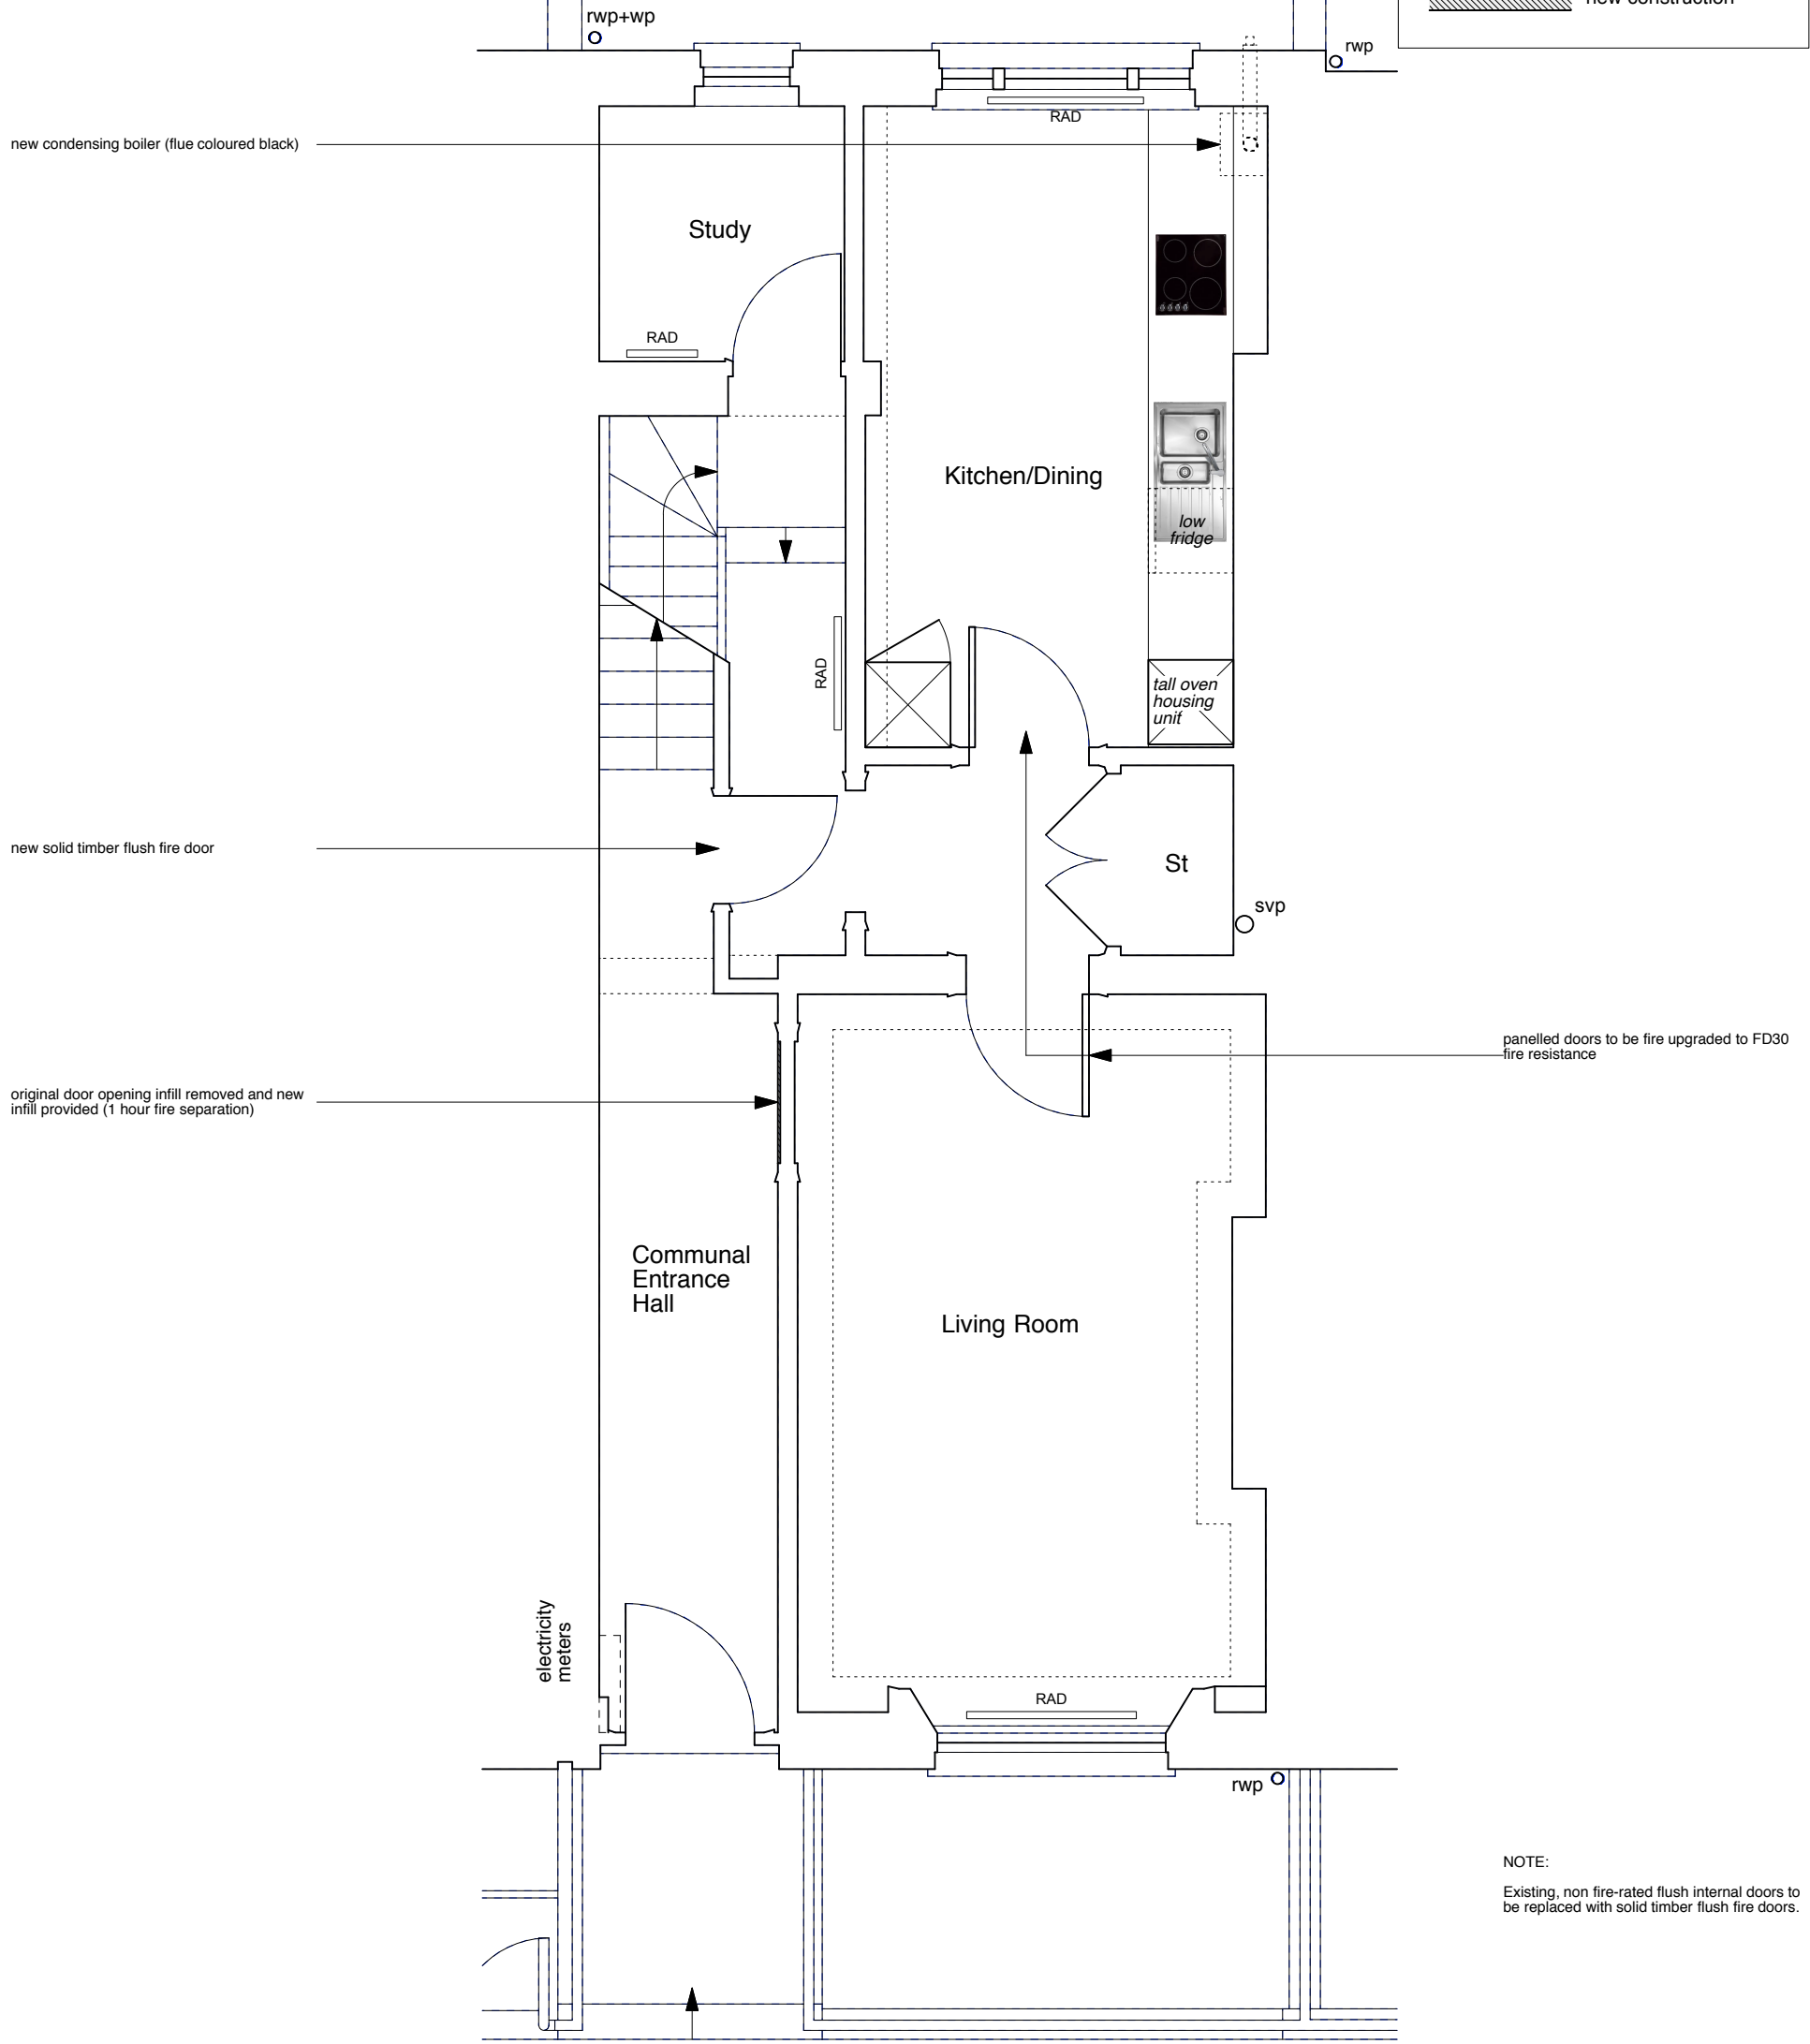 new construction
rwp+wp
rwp
RAD
new condensing boiler (flue coloured black)
Study
RAD
Kitchen/Dining
low
fridge
RAD
tall oven
housing
unit
new solid timber flush fire door
St
svp
panelled doors to be fire upgraded to FD30
fire resistance
original door opening infill removed and new
infill provided (1 hour fire separation)
Communal
Entrance
Hall
Living Room
electricity
meters
RAD
rwp
NOTE:
Existing, non fire-rated flush internal doors to
be replaced with solid timber flush fire doors.